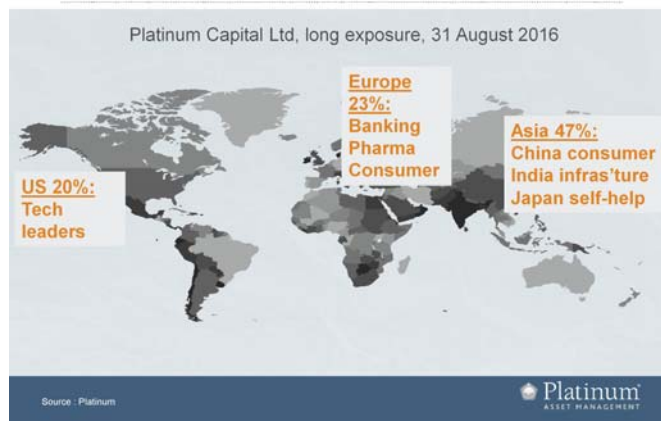 Platinum Capital Ltd, long exposure, 31 August 2016
US 20%:
Tech
leaders
Europe
23%:
Banking
Pharma
Consumer
Asia 47%:
China consumer
India infras'ture
Japan self-help
Source : Platinum
Platinum®
ASSET MANAGEMENT